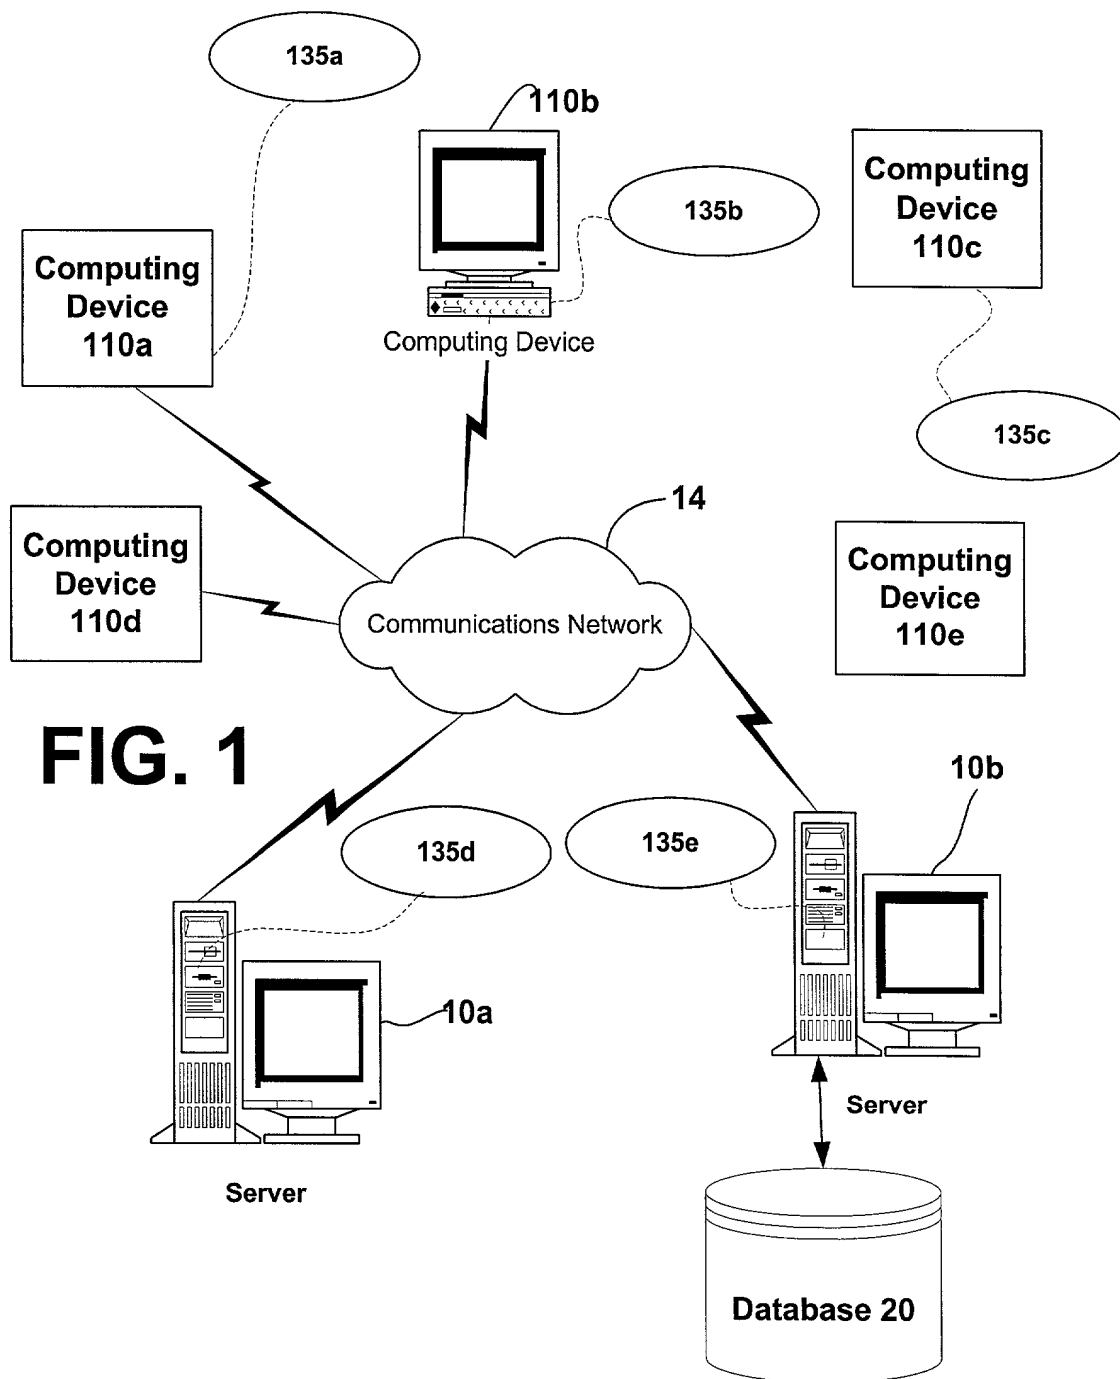 135a
110b
Computing
Device
110c
135b
Computing
Device
110a
Computing Device
135c
14
Computing
Device
110d
Computing
Device
110e
Communications Network
FIG. 1
10b
135d
135e
10a
Server
Server
Database 20